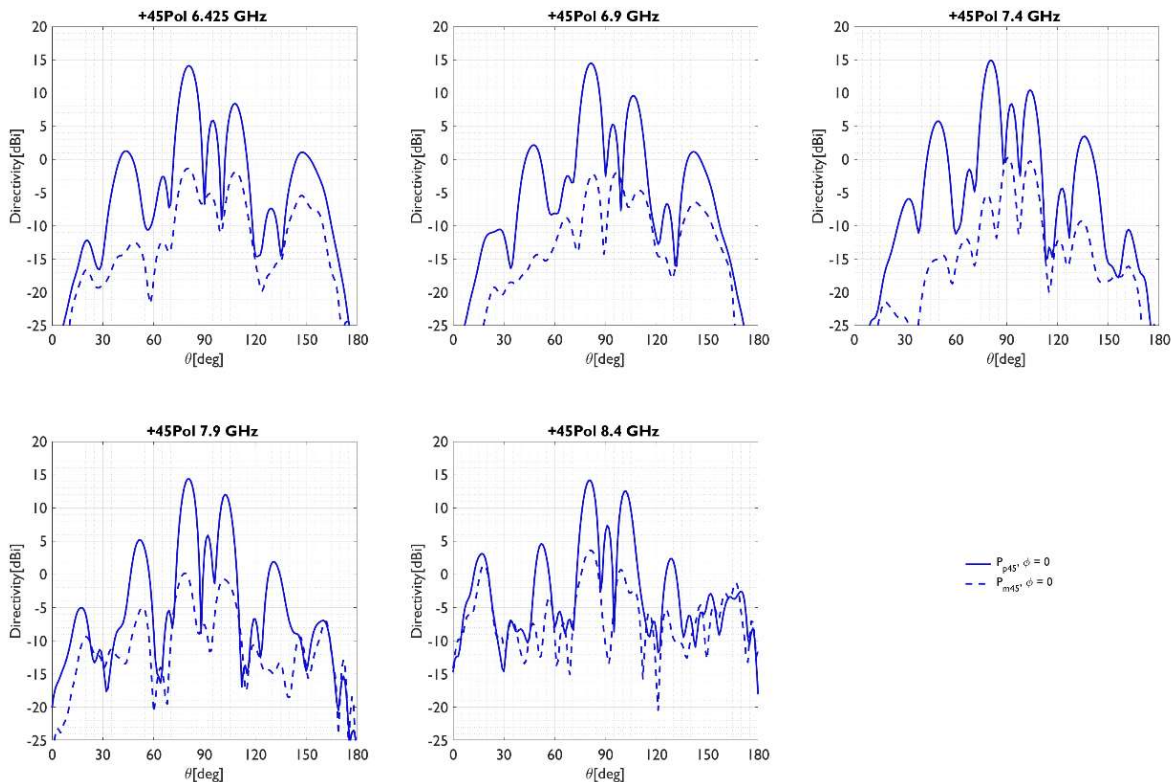 +45Pol 6.425 GHz
20
15
10
5
0
-5
-10
-15
-20
-25
Directivity[dBi]
0 30 60 90 120 150 180
θ[deg]
+45Pol 6.9 GHz
20
15
10
5
0
-5
-10
-15
-20
-25
Directivity[dBi]
0 30 60 90 120 150 180
θ[deg]
+45Pol 7.4 GHz
20
15
10
5
0
-5
-10
-15
-20
-25
Directivity[dBi]
0 30 60 90 120 150 180
θ[deg]
+45Pol 7.9 GHz
20
15
10
5
0
-5
-10
-15
-20
-25
Directivity[dBi]
0 30 60 90 120 150 180
θ[deg]
+45Pol 8.4 GHz
20
15
10
5
0
-5
-10
-15
-20
-25
Directivity[dBi]
0 30 60 90 120 150 180
θ[deg]
P_p45, ϕ = 0
P_m45, ϕ = 0